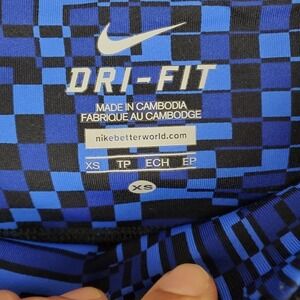 DRI-FIT
MADE IN CAMBODIA
FABRIQUE AU CAMBODGE
nikebetterworld.com
XS TP ECH EP
XS